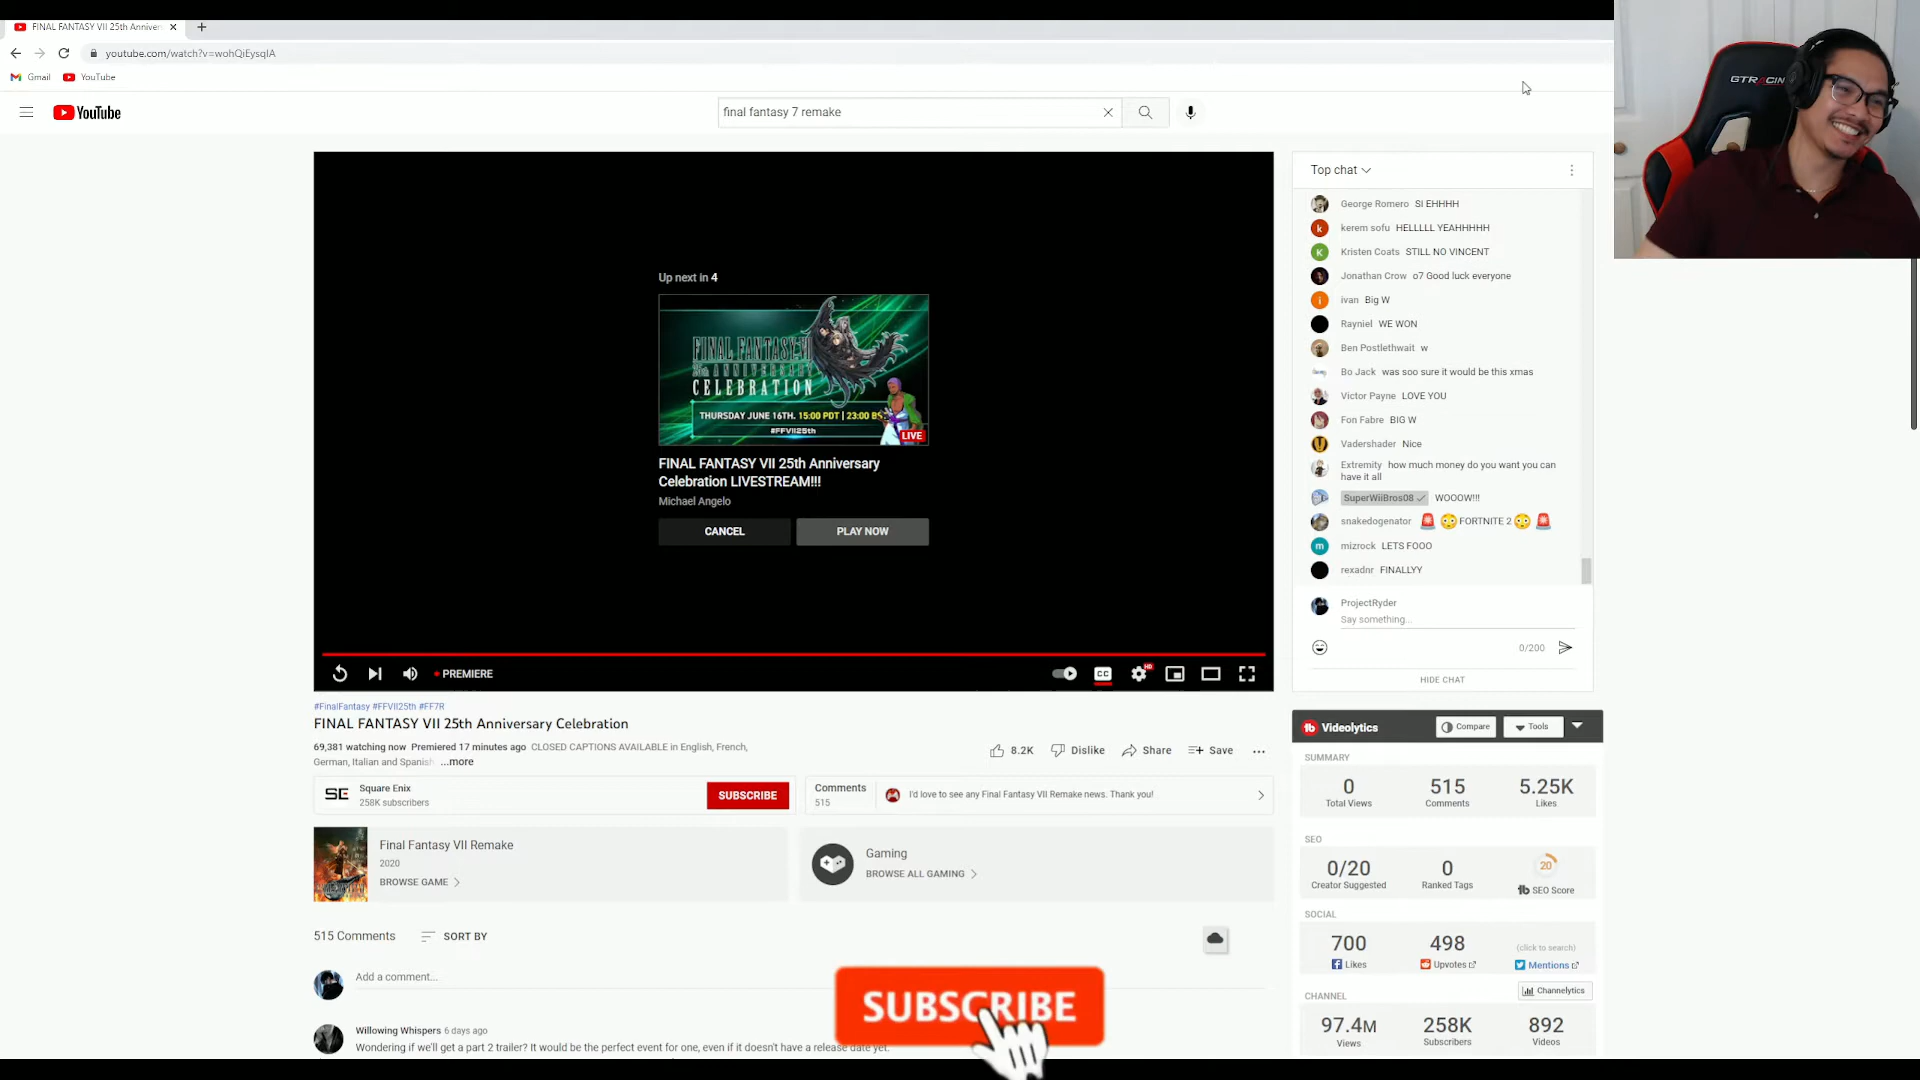 FINAL FANTASY VII 25th Anniver
youtube.com/watch?v=wohQiEysqIA
Gmail
YouTube
YouTube
final fantasy 7 remake
GTRACIN
Up next in 4
FINAL FANTASY VII
25th ANNIVERSARY
CELEBRATION
THURSDAY JUNE 16TH. 15:00 PDT | 23:00 BS
#FFVII25th
LIVE
FINAL FANTASY VII 25th Anniversary
Celebration LIVESTREAM!!!
Michael Angelo
CANCEL
PLAY NOW
PREMIERE
CC
HD
Top chat
George Romero SI EHHHH
kerem sofu HELLLLL YEAHHHHH
Kristen Coats STILL NO VINCENT
Jonathan Crow o7 Good luck everyone
ivan Big W
Rayniel WE WON
Ben Postlethwait w
Bo Jack was soo sure it would be this xmas
Victor Payne LOVE YOU
Fon Fabre BIG W
Vadershader Nice
Extremity how much money do you want you can
have it all
SuperWiiBros08 WOOOW!!!
snakedogenator 🚨 😳 FORTNITE 2 😳 🚨
mizrock LETS FOOO
rexadnr FINALLYY
ProjectRyder
Say something...
0/200
HIDE CHAT
#FinalFantasy #FFVII25th #FF7R
FINAL FANTASY VII 25th Anniversary Celebration
69,381 watching now Premiered 17 minutes ago CLOSED CAPTIONS AVAILABLE in English, French,
German, Italian and Spanish ...more
8.2K
Dislike
Share
Save
SE
Square Enix
258K subscribers
SUBSCRIBE
Comments
515
I'd love to see any Final Fantasy VII Remake news. Thank you!
Final Fantasy VII Remake
2020
BROWSE GAME
Gaming
BROWSE ALL GAMING
515 Comments
SORT BY
Add a comment...
Willowing Whispers 6 days ago
Wondering if we'll get a part 2 trailer? It would be the perfect event for one, even if it doesn't have a release date yet.
SUBSCRIBE
tb Videolytics
Compare
Tools
SUMMARY
0
Total Views
515
Comments
5.25K
Likes
SEO
0/20
Creator Suggested
0
Ranked Tags
20
tb SEO Score
SOCIAL
700
Likes
498
Upvotes
(click to search)
Mentions
CHANNEL
Channelytics
97.4M
Views
258K
Subscribers
892
Videos